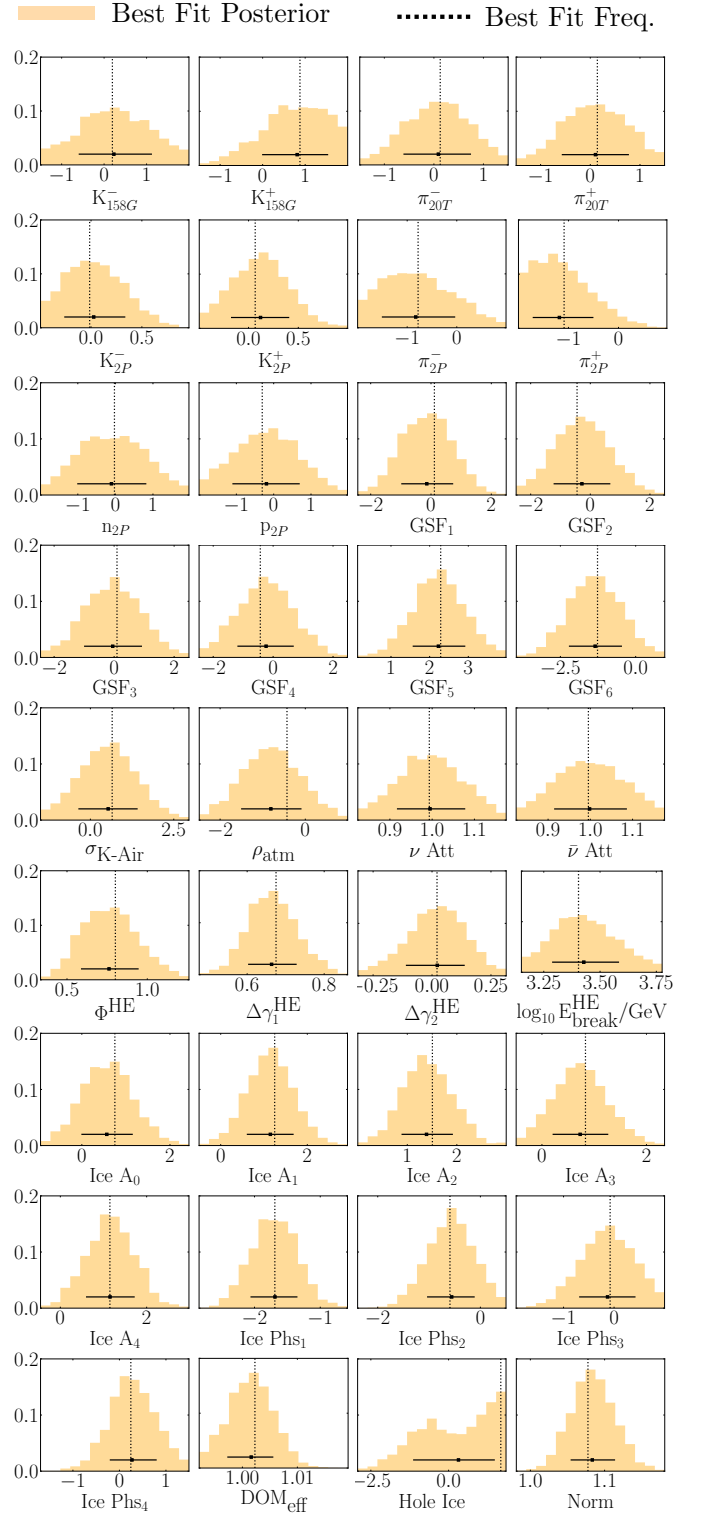 Best Fit Posterior Best Fit Freq.
0.2
0.1
0.0
−1 0 1 −1 0 1 −1 0 1 −1 0 1
K⁻₁₅₈G K⁺₁₅₈G π⁻₂₀T π⁺₂₀T
0.2
0.1
0.0
0.0 0.5 0.0 0.5 −1 0 −1 0
K⁻₂P K⁺₂P π⁻₂P π⁺₂P
0.2
0.1
0.0
−1 0 1 −1 0 1 −2 0 2 −2 0 2
n₂P p₂P GSF₁ GSF₂
0.2
0.1
0.0
−2 0 2 −2 0 2 1 2 3 −2.5 0.0
GSF₃ GSF₄ GSF₅ GSF₆
0.2
0.1
0.0
0.0 2.5 −2 0 0.9 1.0 1.1 0.9 1.0 1.1
σK-Air ρatm ν Att ν̄ Att
0.2
0.1
0.0
0.5 1.0 0.6 0.8 −0.25 0.00 0.25 3.25 3.50 3.75
Φᴴᴱ Δγ₁ᴴᴱ Δγ₂ᴴᴱ log₁₀ Eᴴᴱbreak/GeV
0.2
0.1
0.0
0 2 0 2 1 2 0 2
Ice A₀ Ice A₁ Ice A₂ Ice A₃
0.2
0.1
0.0
0 2 −2 −1 −2 0 −1 0
Ice A₄ Ice Phs₁ Ice Phs₂ Ice Phs₃
0.2
0.1
0.0
−1 0 1 1.00 1.01 −2.5 0.0 1.0 1.1
Ice Phs₄ DOMeff Hole Ice Norm